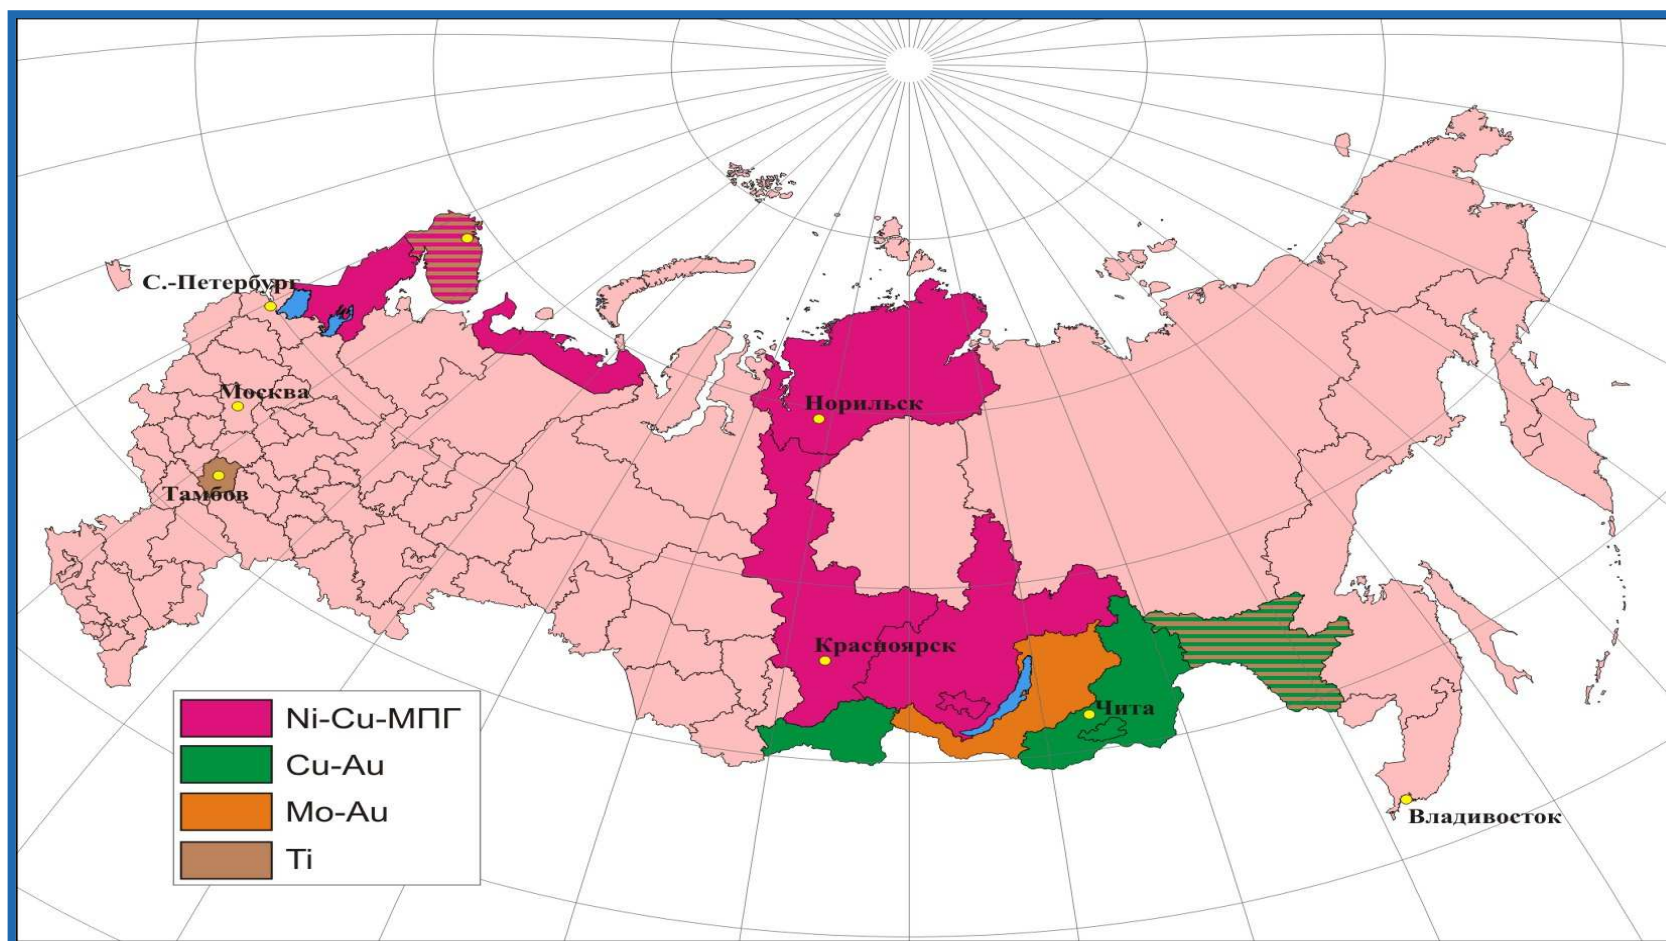 С.-Петербург
Москва
Норильск
Тамбов
Красноярск
Чита
Владивосток
Ni-Cu-МПГ
Cu-Au
Mo-Au
Ti